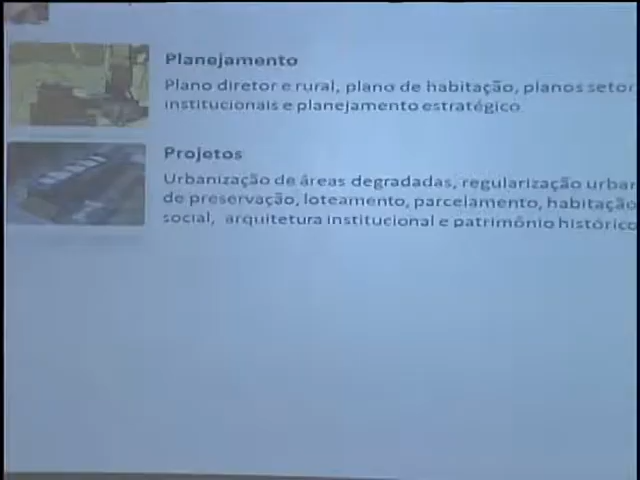 Planejamento
Plano diretor e rural, plano de habitação, planos setor
institucionais e planejamento estratégico
Projetos
Urbanização de áreas degradadas, regularização urbar
de preservação, loteamento, parcelamento, habitação
social, arquitetura institucional e patrimônio histórico